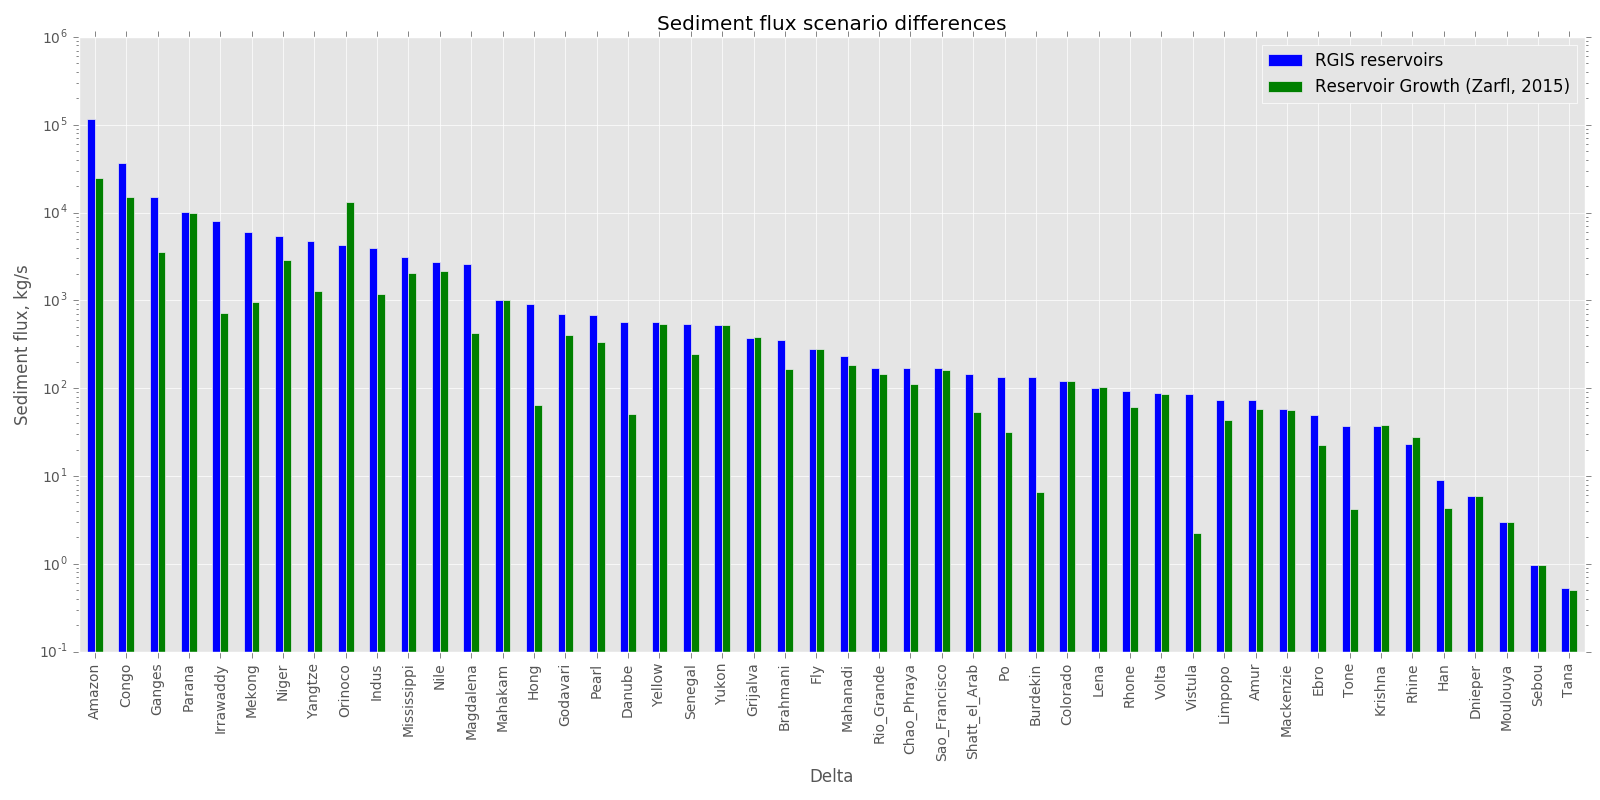 Sediment flux scenario differences
RGIS reservoirs
Reservoir Growth (Zarfl, 2015)
Sediment flux, kg/s
10^6
10^5
10^4
10^3
10^2
10^1
10^0
10^-1
Amazon
Congo
Ganges
Parana
Irrawaddy
Mekong
Niger
Yangtze
Orinoco
Indus
Mississippi
Nile
Magdalena
Mahakam
Hong
Godavari
Pearl
Danube
Yellow
Senegal
Yukon
Grijalva
Brahmani
Fly
Mahanadi
Rio_Grande
Chao_Phraya
Sao_Francisco
Shatt_el_Arab
Po
Burdekin
Colorado
Lena
Rhone
Volta
Vistula
Limpopo
Amur
Mackenzie
Ebro
Tone
Krishna
Rhine
Han
Dnieper
Moulouya
Sebou
Tana
Delta